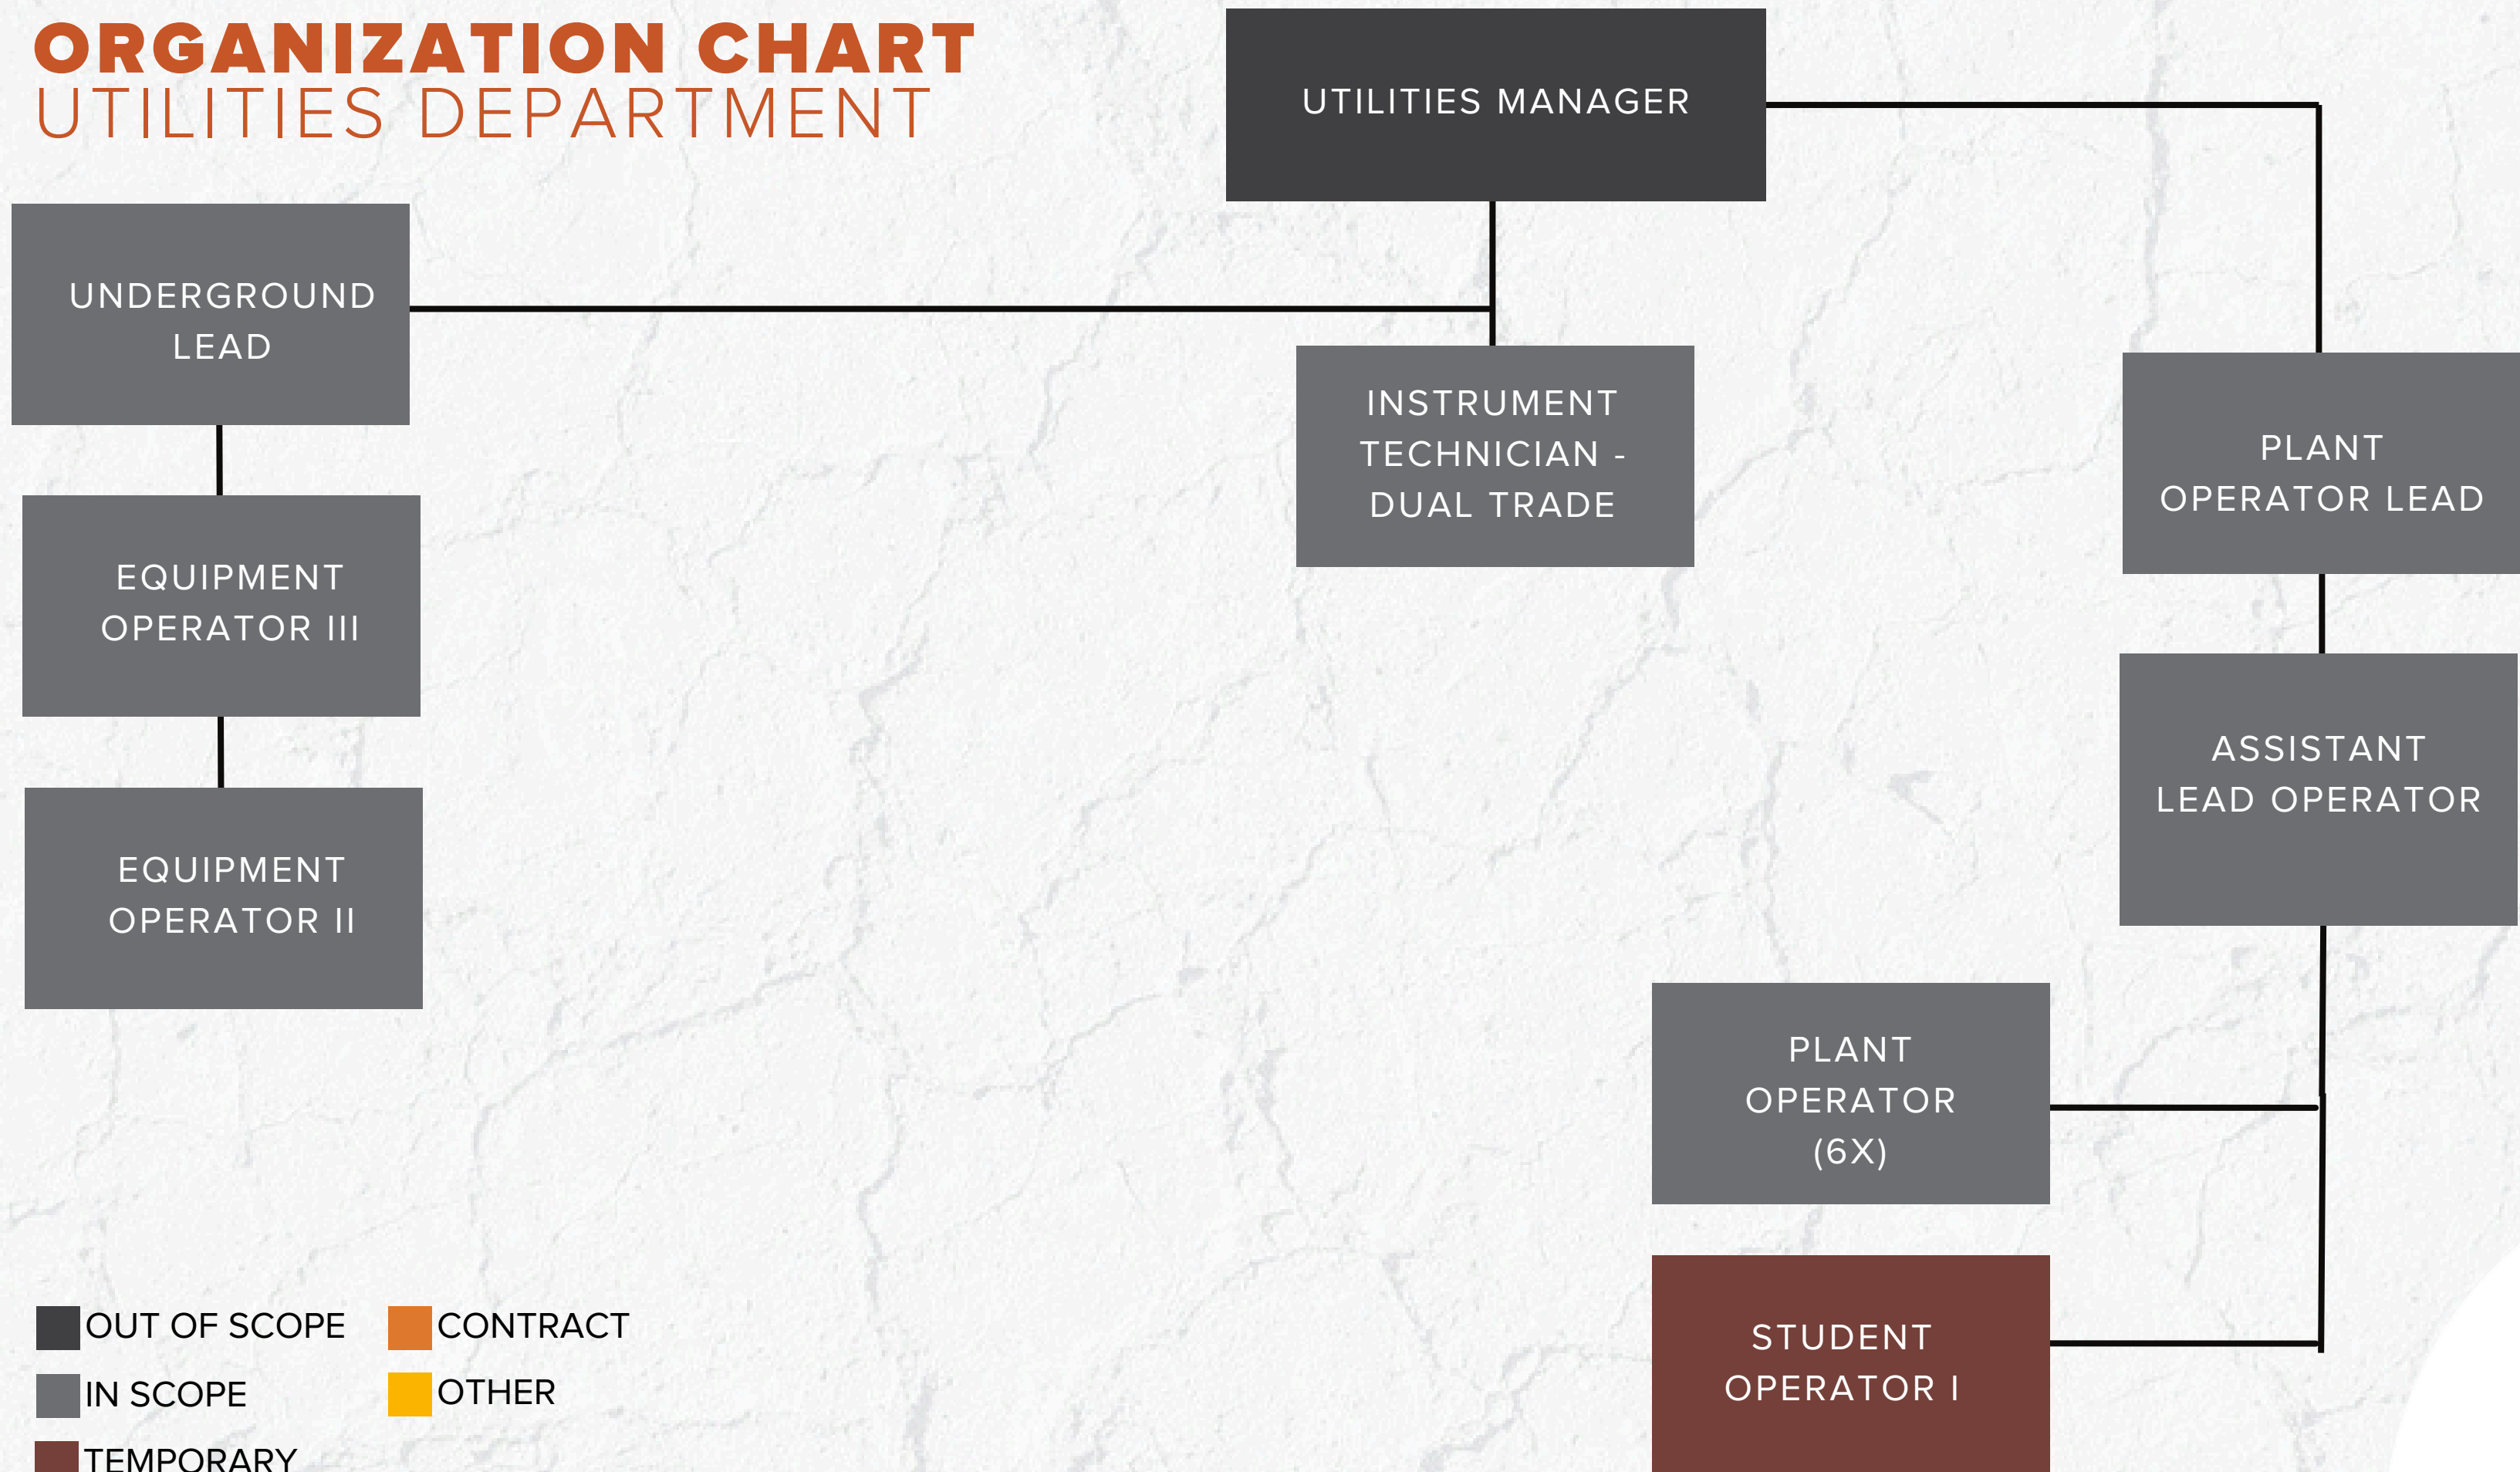 ORGANIZATION CHART
UTILITIES DEPARTMENT
UTILITIES MANAGER
UNDERGROUND
LEAD
INSTRUMENT
TECHNICIAN -
DUAL TRADE
PLANT
OPERATOR LEAD
EQUIPMENT
OPERATOR III
ASSISTANT
LEAD OPERATOR
EQUIPMENT
OPERATOR II
PLANT
OPERATOR
(6X)
STUDENT
OPERATOR I
OUT OF SCOPE
IN SCOPE
TEMPORARY
CONTRACT
OTHER